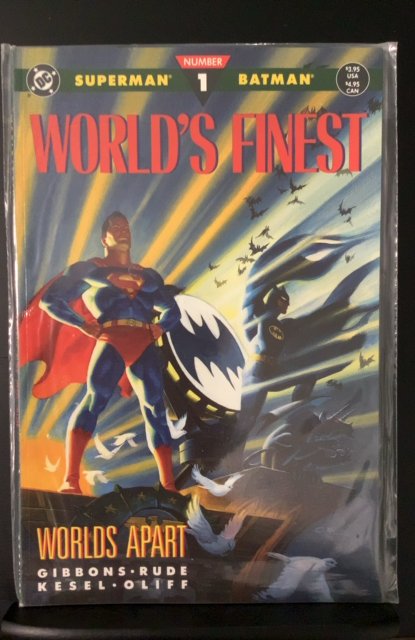 DC
NUMBER
SUPERMAN 1 BATMAN
$3.95
USA
$4.95
CAN
WORLD'S FINEST
WORLDS APART
GIBBONS • RUDE
KESEL • OLIFF